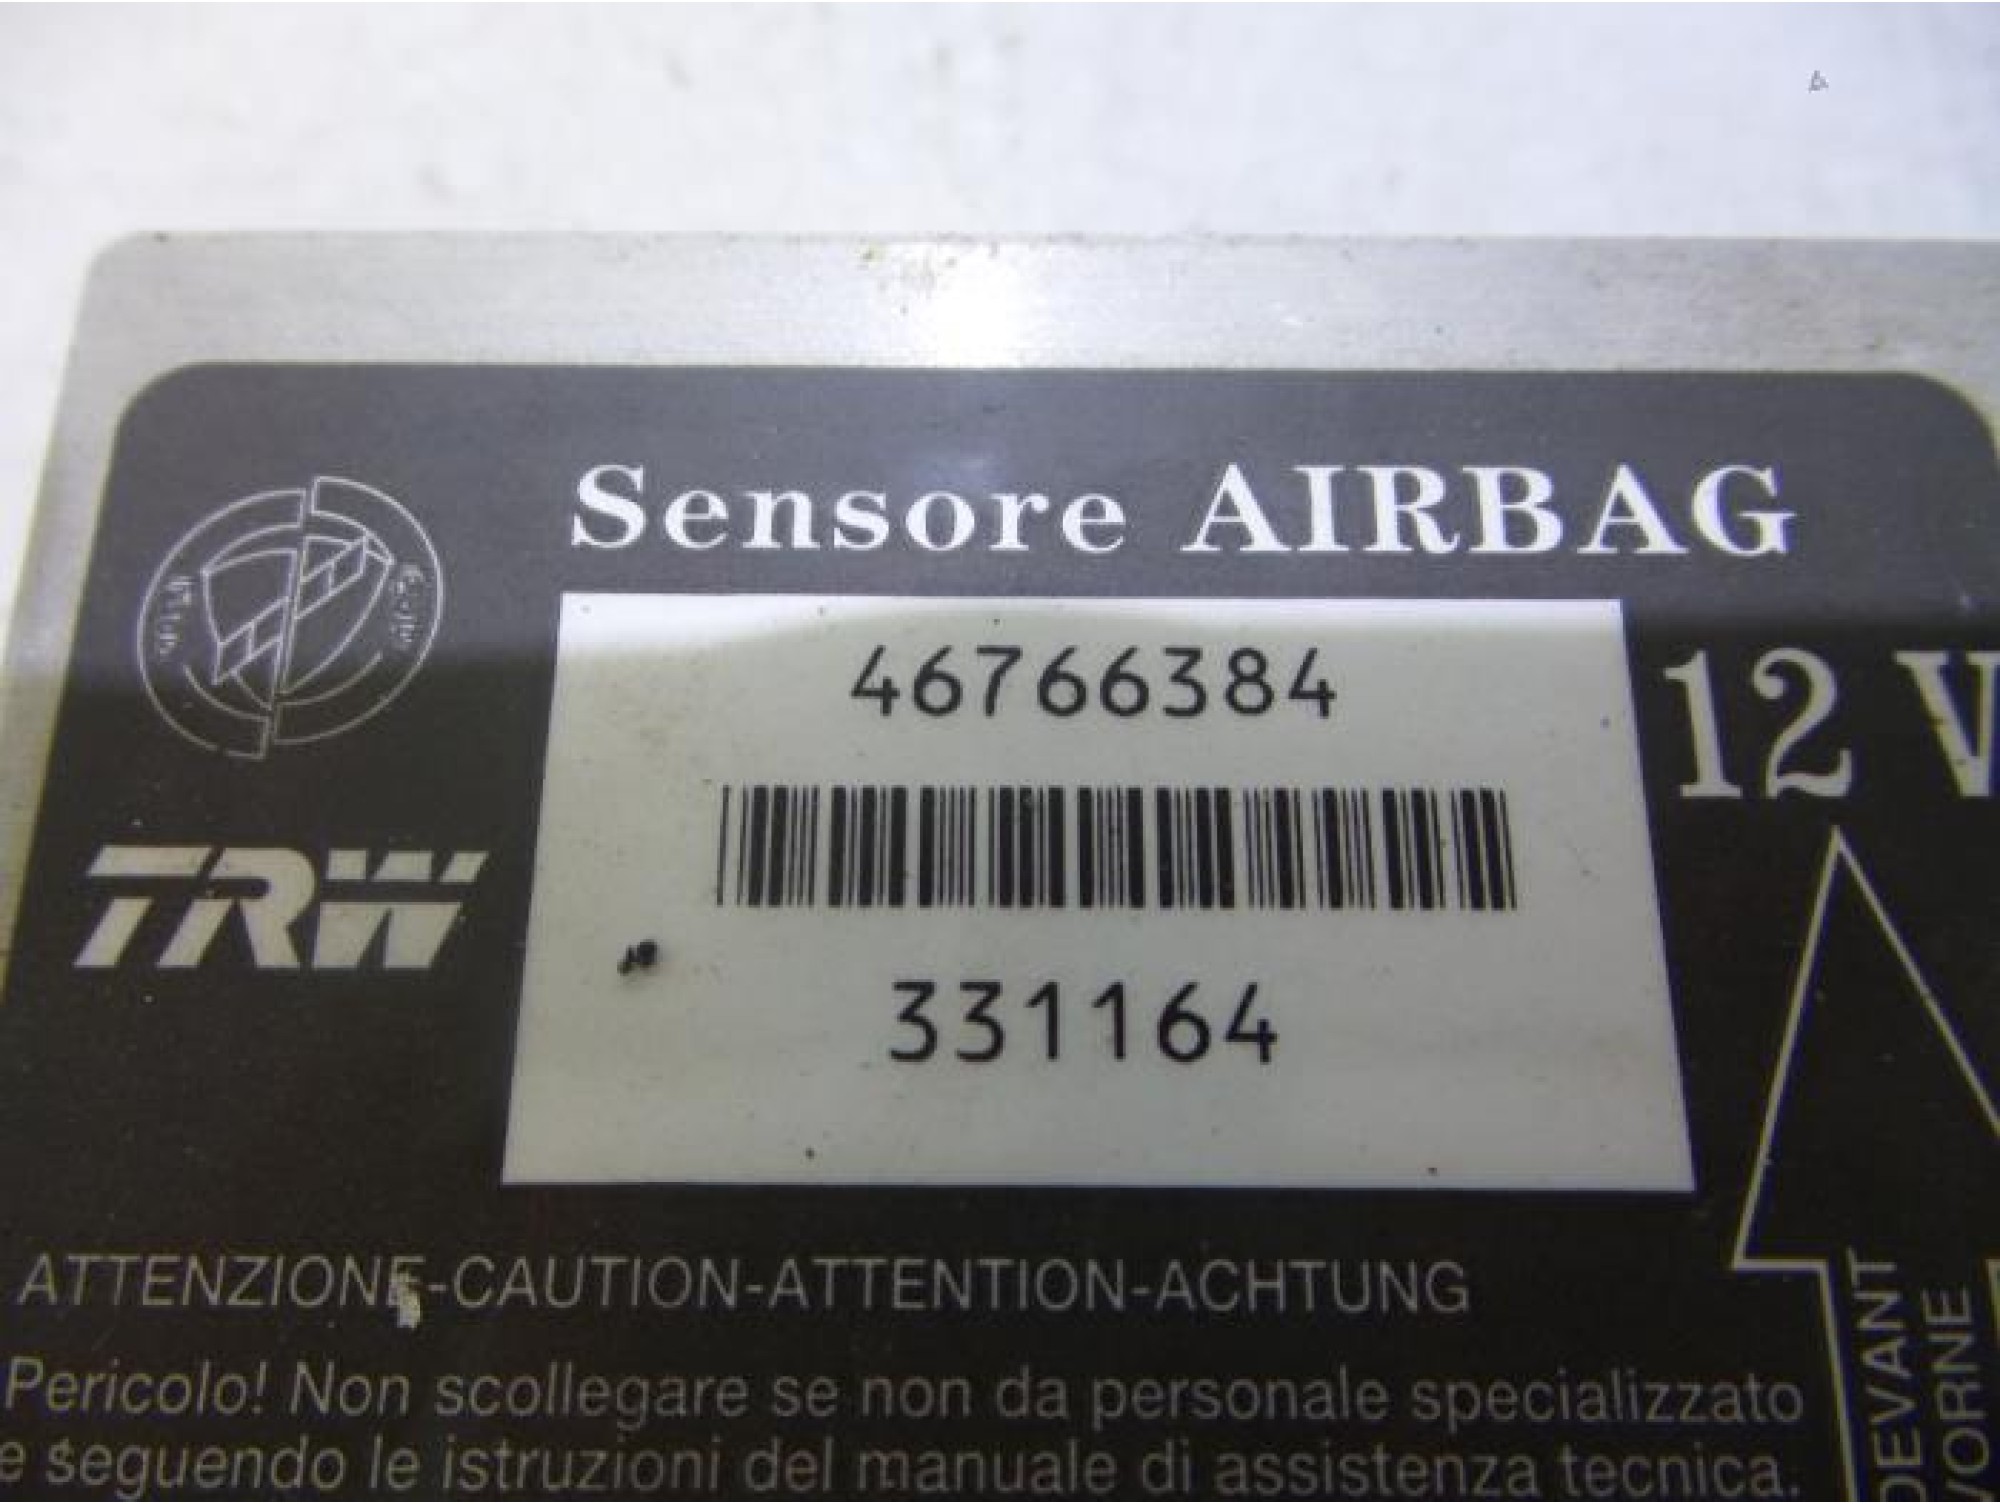 Sensore AIRBAG
46766384
12 V
TRW
331164
ATTENZIONE-CAUTION-ATTENTION-ACHTUNG
Pericolo! Non scollegare se non da personale specializzato
e seguendo le istruzioni del manuale di assistenza tecnica.
DEVANT
VORNE